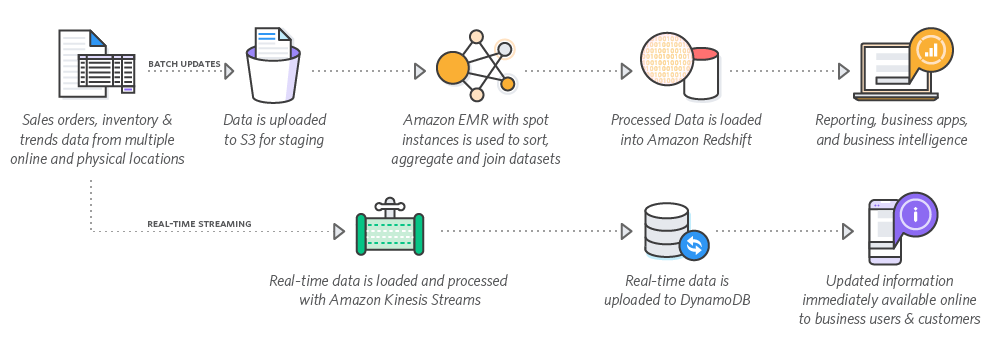 BATCH UPDATES
Sales orders, inventory &
trends data from multiple
online and physical locations
Data is uploaded
to S3 for staging
Amazon EMR with spot
instances is used to sort,
aggregate and join datasets
Processed Data is loaded
into Amazon Redshift
Reporting, business apps,
and business intelligence
REAL-TIME STREAMING
Real-time data is loaded and processed
with Amazon Kinesis Streams
Real-time data is
uploaded to DynamoDB
Updated information
immediately available online
to business users & customers